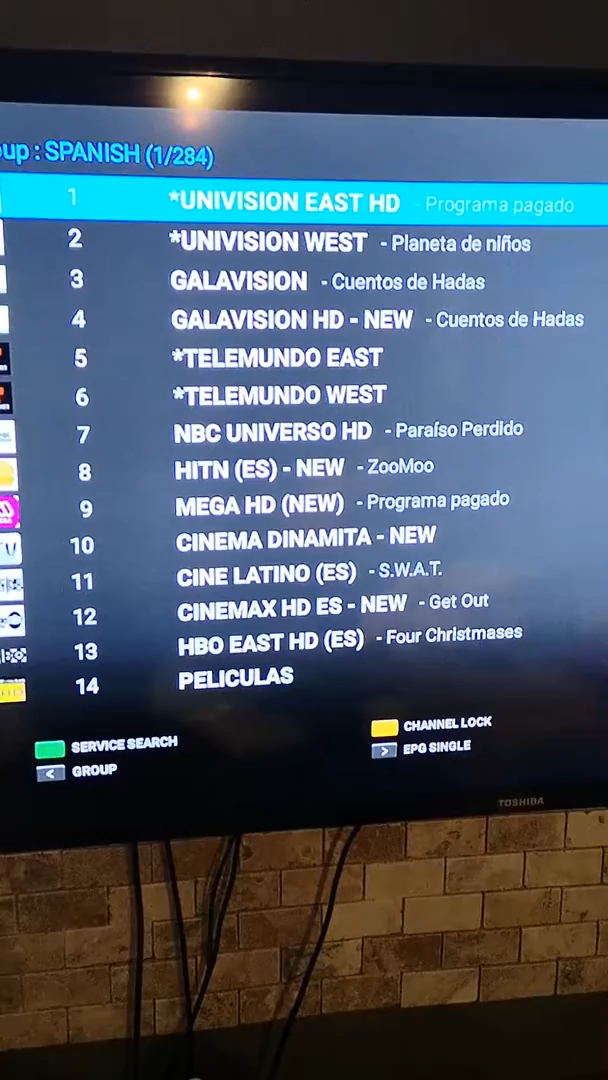 oup : SPANISH (1/284)
1 *UNIVISION EAST HD - Programa pagado
2 *UNIVISION WEST - Planeta de niños
3 GALAVISION - Cuentos de Hadas
4 GALAVISION HD - NEW - Cuentos de Hadas
5 *TELEMUNDO EAST
6 *TELEMUNDO WEST
7 NBC UNIVERSO HD - Paraíso Perdido
8 HITN (ES) - NEW - ZooMoo
9 MEGA HD (NEW) - Programa pagado
10 CINEMA DINAMITA - NEW
11 CINE LATINO (ES) - S.W.A.T.
12 CINEMAX HD ES - NEW - Get Out
13 HBO EAST HD (ES) - Four Christmases
14 PELICULAS
SERVICE SEARCH
CHANNEL LOCK
< GROUP
> EPG SINGLE
TOSHIBA